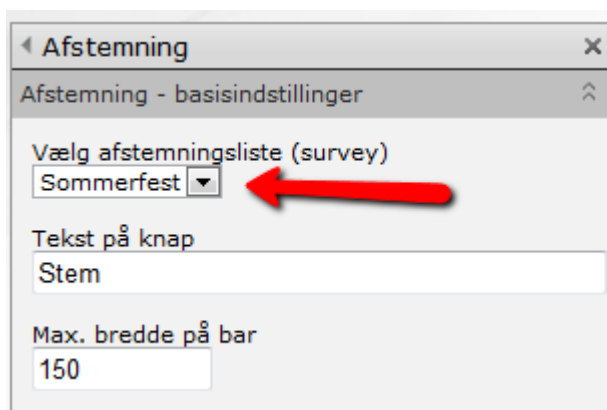 Afstemning
Afstemning - basisindstillinger
Vælg afstemningsliste (survey)
Sommerfest
Tekst på knap
Stem
Max. bredde på bar
150